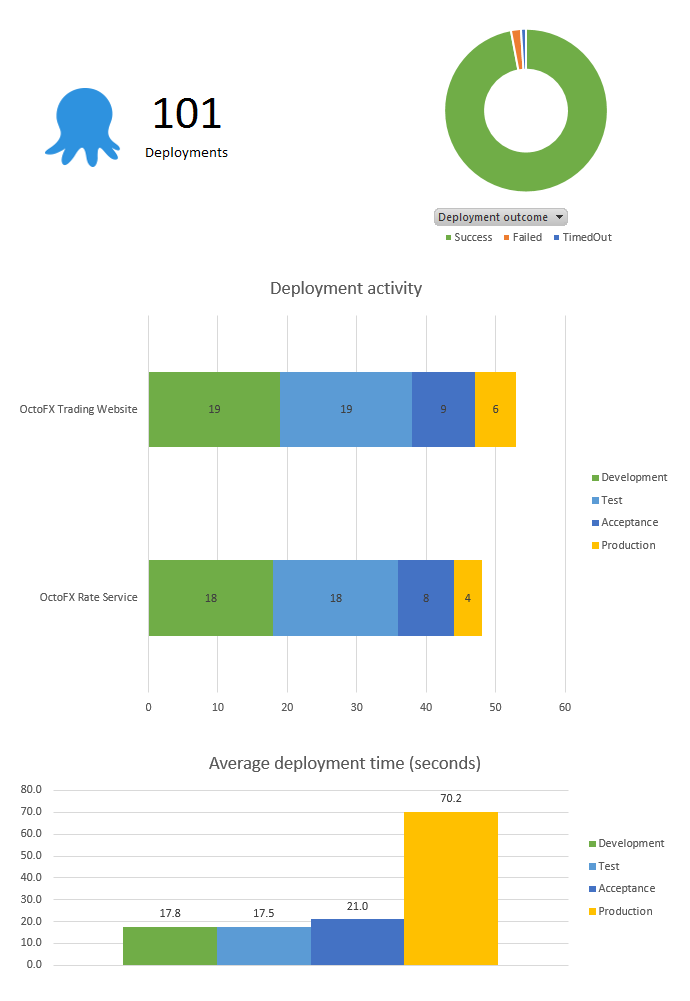 101
Deployments
Deployment outcome
Success Failed TimedOut
Deployment activity
OctoFX Trading Website
19 19 9 6
Development
Test
Acceptance
Production
OctoFX Rate Service
18 18 8 4
0 10 20 30 40 50 60
Average deployment time (seconds)
80.0
70.0
60.0
50.0
40.0
30.0
20.0
10.0
0.0
17.8 17.5 21.0 70.2
Development
Test
Acceptance
Production